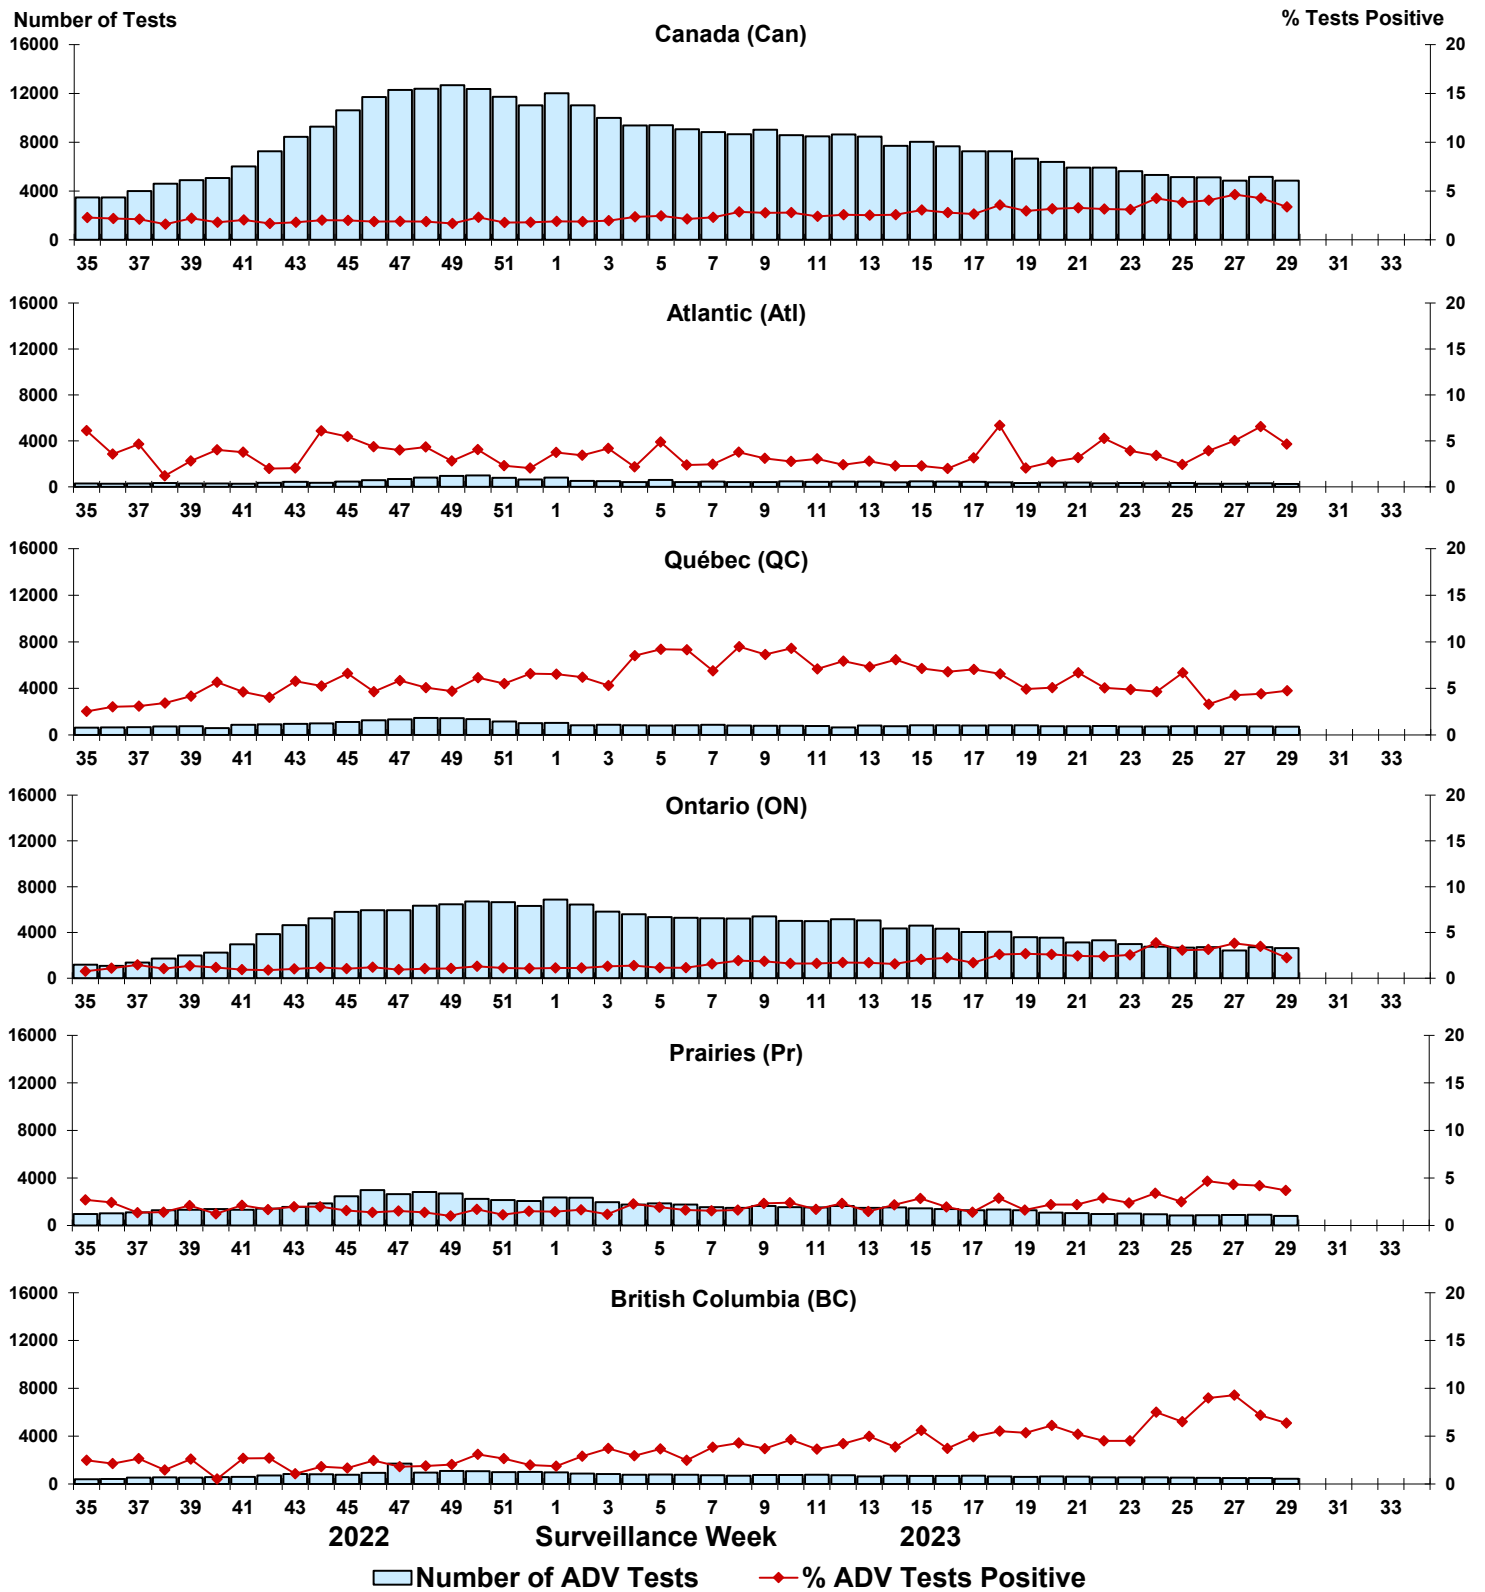 Number of Tests
% Tests Positive
Canada (Can)
16000 20
12000 15
8000 10
4000 5
0 0
35 37 39 41 43 45 47 49 51 1 3 5 7 9 11 13 15 17 19 21 23 25 27 29 31 33
Atlantic (Atl)
16000 20
12000 15
8000 10
4000 5
0 0
35 37 39 41 43 45 47 49 51 1 3 5 7 9 11 13 15 17 19 21 23 25 27 29 31 33
Québec (QC)
16000 20
12000 15
8000 10
4000 5
0 0
35 37 39 41 43 45 47 49 51 1 3 5 7 9 11 13 15 17 19 21 23 25 27 29 31 33
Ontario (ON)
16000 20
12000 15
8000 10
4000 5
0 0
35 37 39 41 43 45 47 49 51 1 3 5 7 9 11 13 15 17 19 21 23 25 27 29 31 33
Prairies (Pr)
16000 20
12000 15
8000 10
4000 5
0 0
35 37 39 41 43 45 47 49 51 1 3 5 7 9 11 13 15 17 19 21 23 25 27 29 31 33
British Columbia (BC)
16000 20
12000 15
8000 10
4000 5
0 0
35 37 39 41 43 45 47 49 51 1 3 5 7 9 11 13 15 17 19 21 23 25 27 29 31 33
2022 Surveillance Week 2023
Number of ADV Tests % ADV Tests Positive